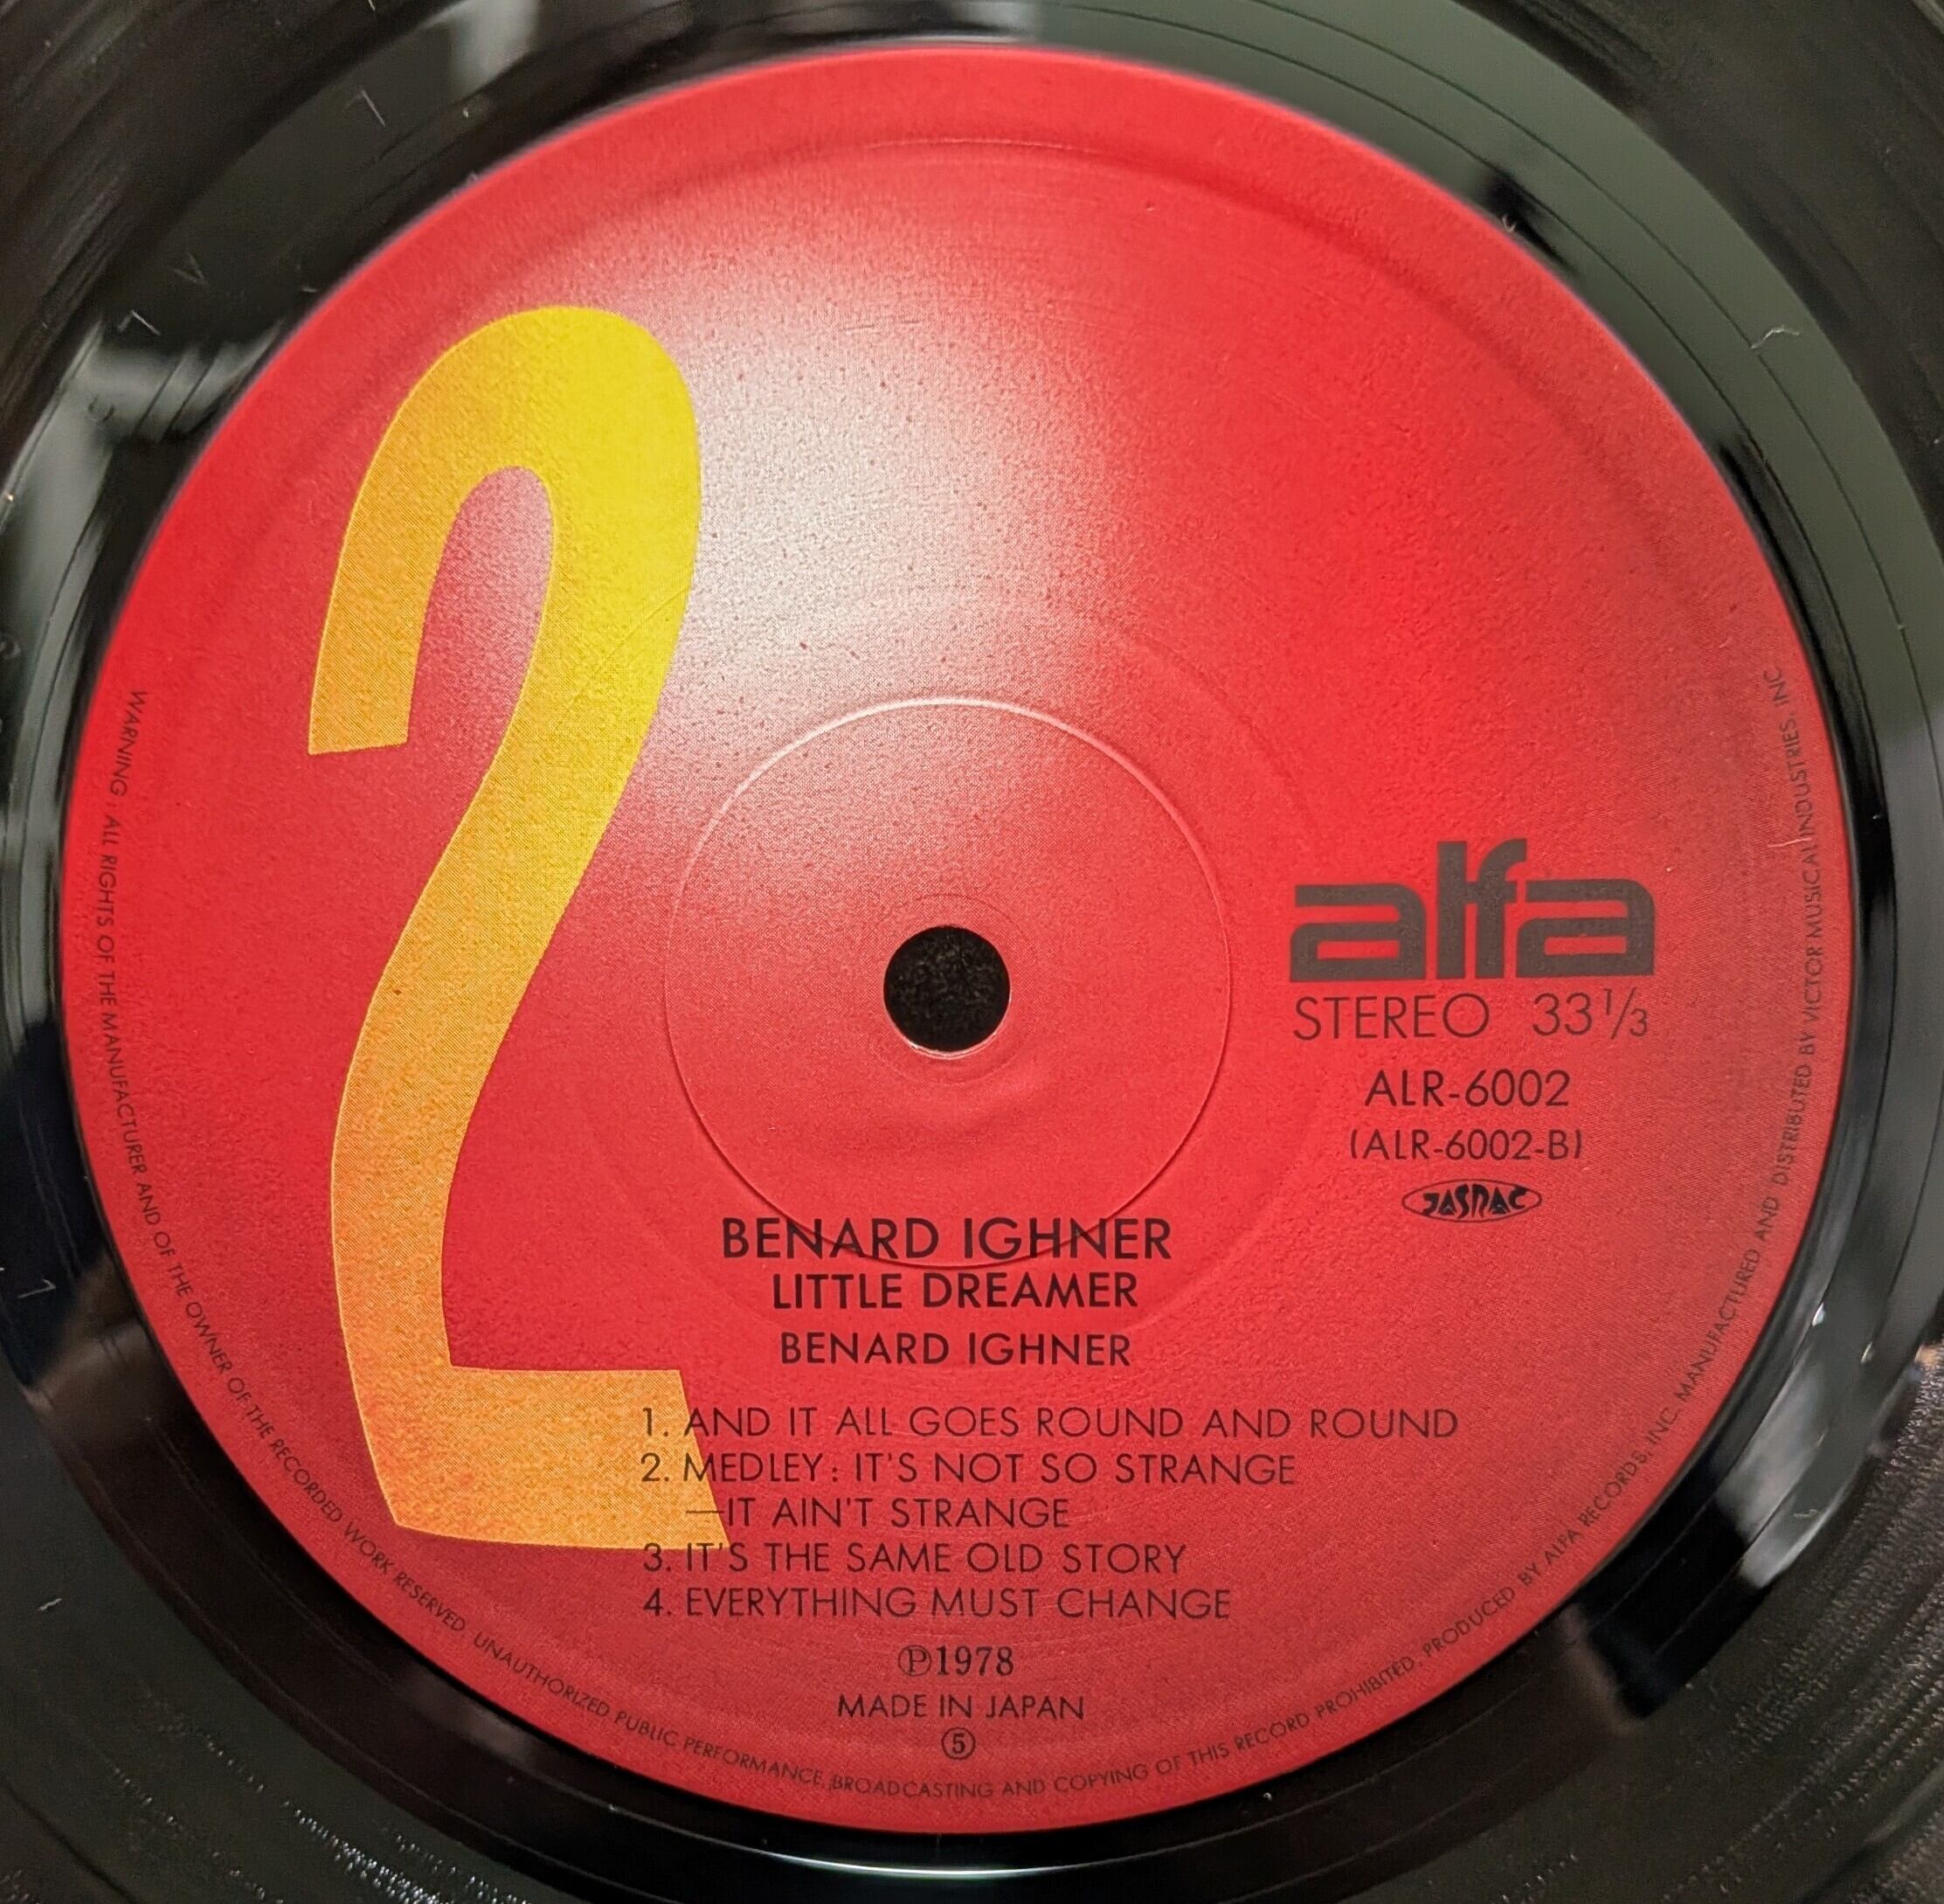 2
alfa
STEREO 33 1/3
ALR-6002
(ALR-6002-B)
JASRAC
BENARD IGHNER
LITTLE DREAMER
BENARD IGHNER
1. AND IT ALL GOES ROUND AND ROUND
2. MEDLEY: IT'S NOT SO STRANGE
—IT AIN'T STRANGE
3. IT'S THE SAME OLD STORY
4. EVERYTHING MUST CHANGE
Ⓟ1978
MADE IN JAPAN
⑤
WARNING: ALL RIGHTS OF THE MANUFACTURER AND OF THE OWNER OF THE RECORDED WORK RESERVED. UNAUTHORIZED PUBLIC PERFORMANCE, BROADCASTING AND COPYING OF THIS RECORD PROHIBITED. PRODUCED BY ALFA RECORDS, INC. MANUFACTURED AND DISTRIBUTED BY VICTOR MUSICAL INDUSTRIES, INC